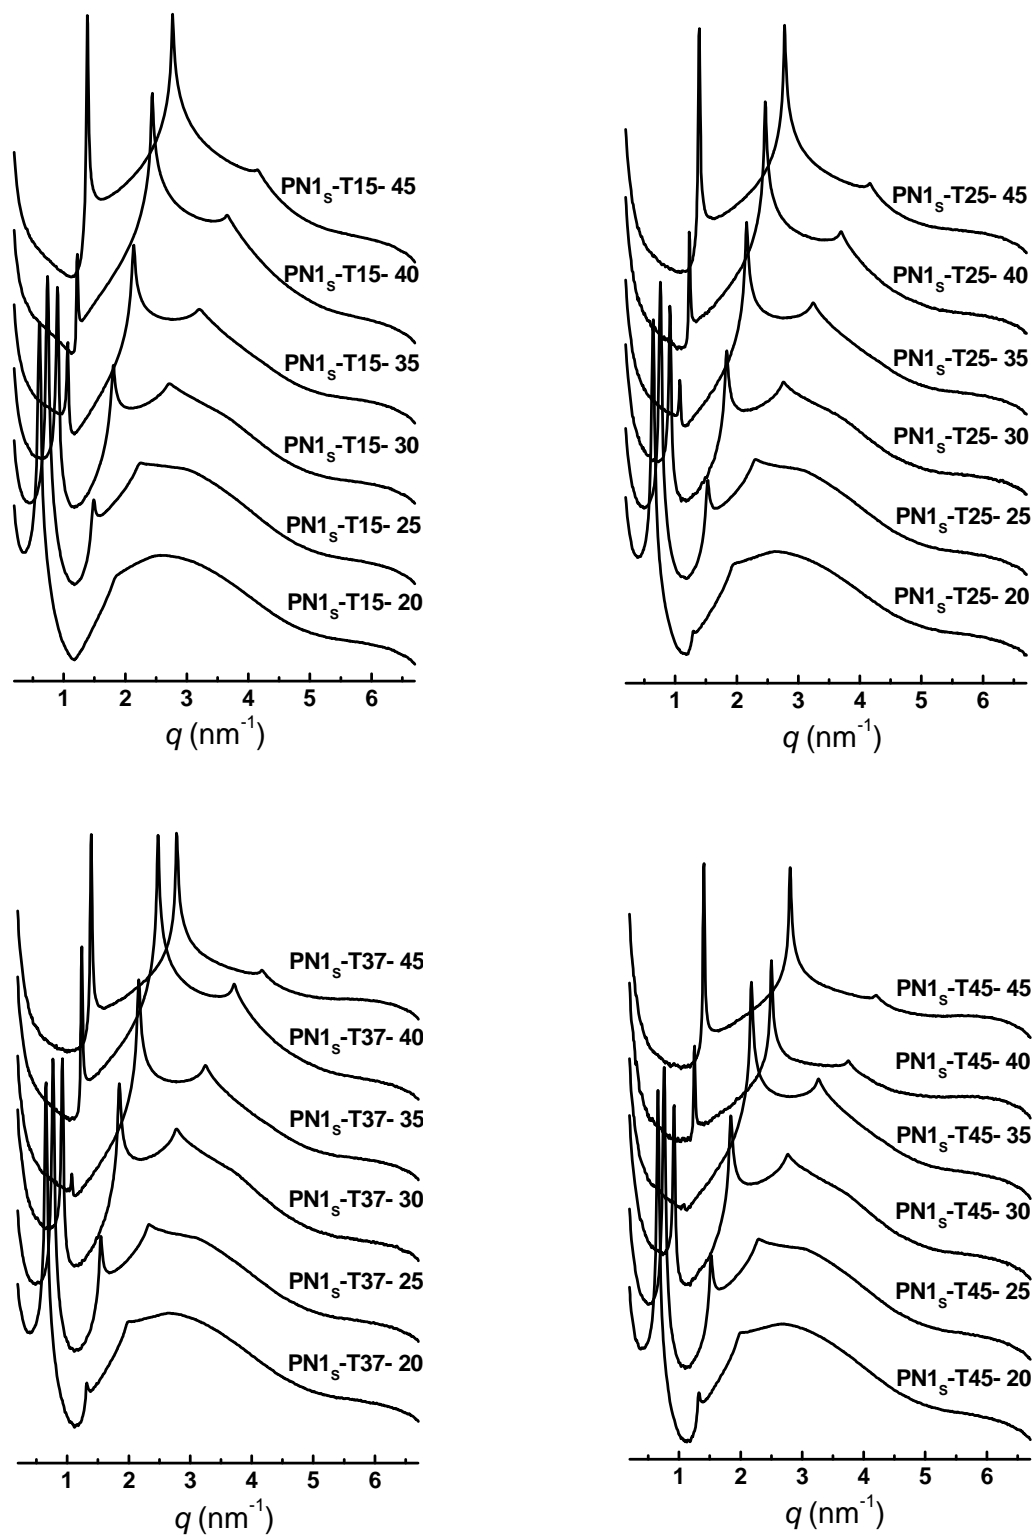 PN1s-T15- 45
PN1s-T15- 40
PN1s-T15- 35
PN1s-T15- 30
PN1s-T15- 25
PN1s-T15- 20
1 2 3 4 5 6
q (nm-1)
PN1s-T25- 45
PN1s-T25- 40
PN1s-T25- 35
PN1s-T25- 30
PN1s-T25- 25
PN1s-T25- 20
1 2 3 4 5 6
q (nm-1)
PN1s-T37- 45
PN1s-T37- 40
PN1s-T37- 35
PN1s-T37- 30
PN1s-T37- 25
PN1s-T37- 20
1 2 3 4 5 6
q (nm-1)
PN1s-T45- 45
PN1s-T45- 40
PN1s-T45- 35
PN1s-T45- 30
PN1s-T45- 25
PN1s-T45- 20
1 2 3 4 5 6
q (nm-1)